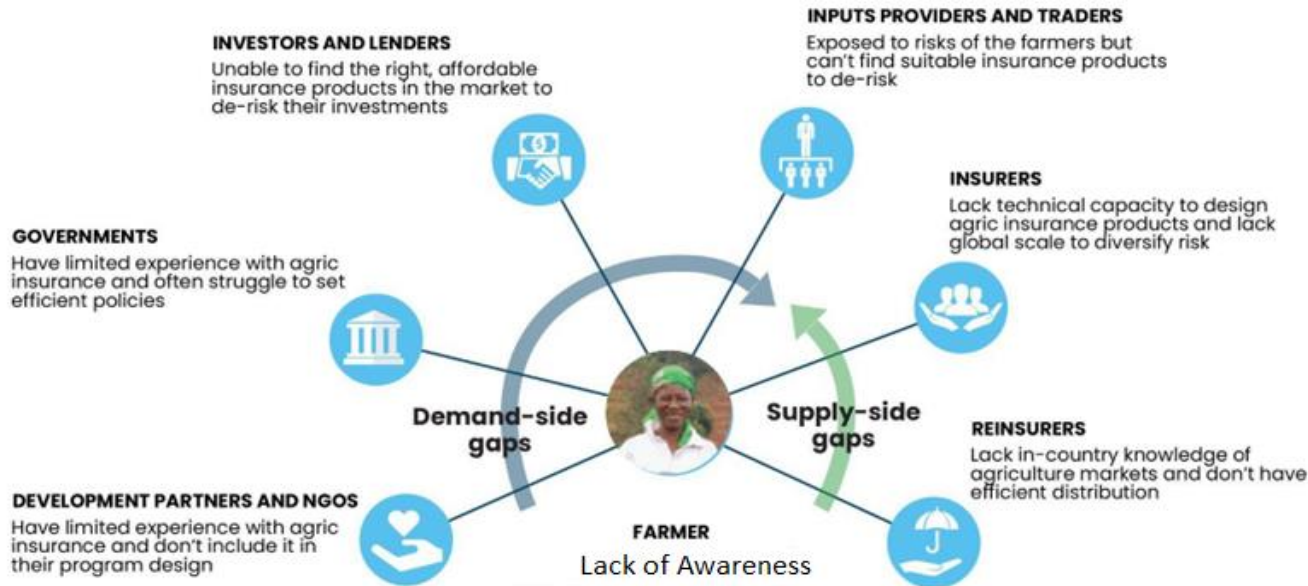 INVESTORS AND LENDERS
Unable to find the right, affordable
insurance products in the market to
de-risk their investments
INPUTS PROVIDERS AND TRADERS
Exposed to risks of the farmers but
can't find suitable insurance products
to de-risk
GOVERNMENTS
Have limited experience with agric
insurance and often struggle to set
efficient policies
INSURERS
Lack technical capacity to design
agric insurance products and lack
global scale to diversify risk
Demand-side
gaps
Supply-side
gaps
DEVELOPMENT PARTNERS AND NGOS
Have limited experience with agric
insurance and don't include it in
their program design
REINSURERS
Lack in-country knowledge of
agriculture markets and don't have
efficient distribution
FARMER
Lack of Awareness